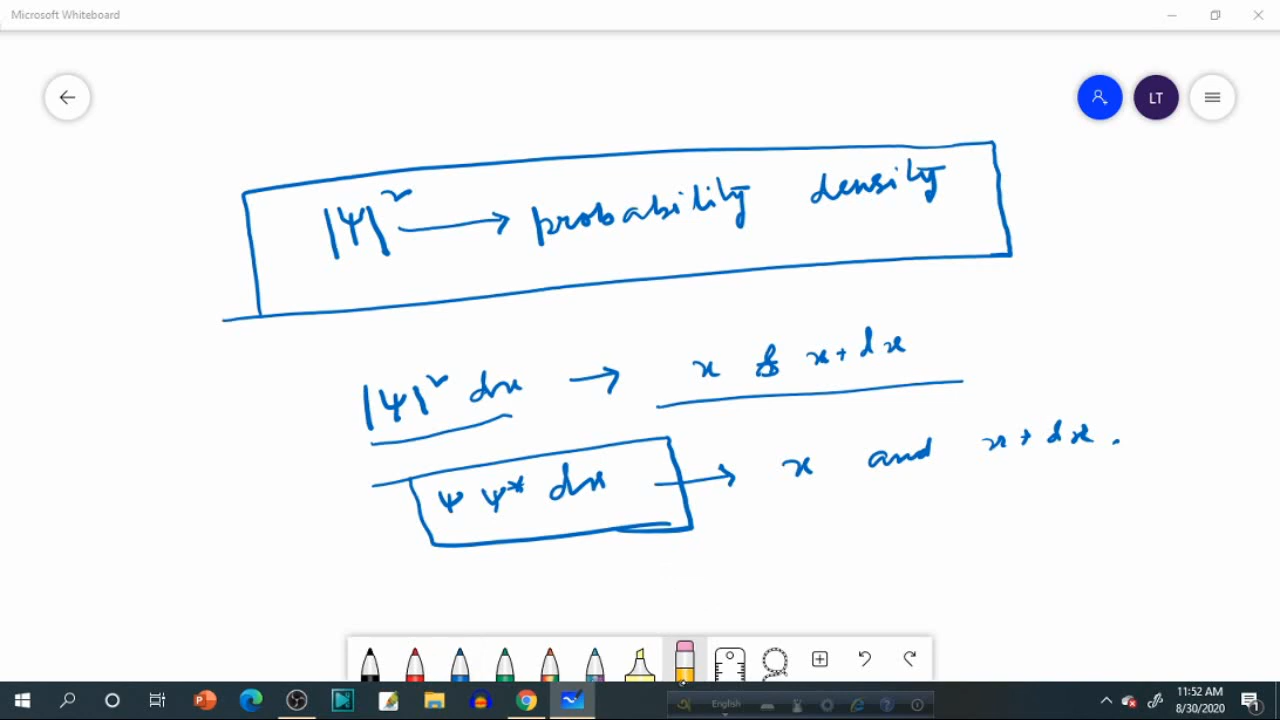 Microsoft Whiteboard
LT
|Ψ|² → probability density
|Ψ|² dx → x & x + dx
Ψ Ψ* dx → x and x + dx .
English
11:52 AM
8/30/2020
1